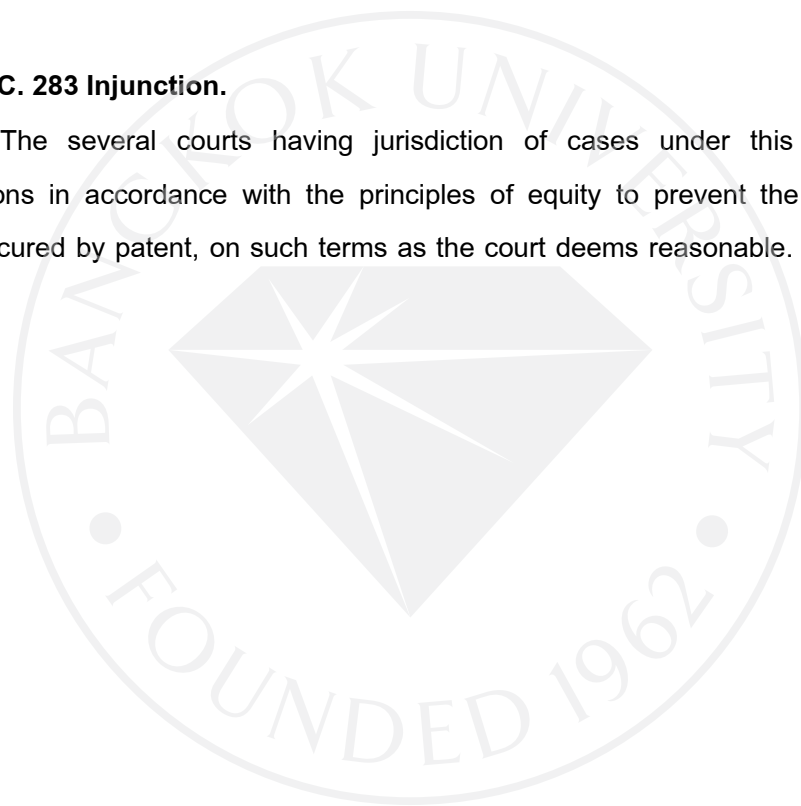 C. 283 Injunction.
The several courts having jurisdiction of cases under this
ons in accordance with the principles of equity to prevent the
cured by patent, on such terms as the court deems reasonable.
BANGKOK UNIVERSITY
FOUNDED 1962